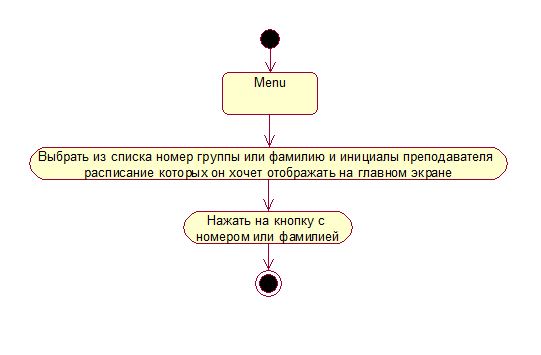 Menu
Выбрать из списка номер группы или фамилию и инициалы преподавателя
расписание которых он хочет отображать на главном экране
Нажать на кнопку с
номером или фамилией